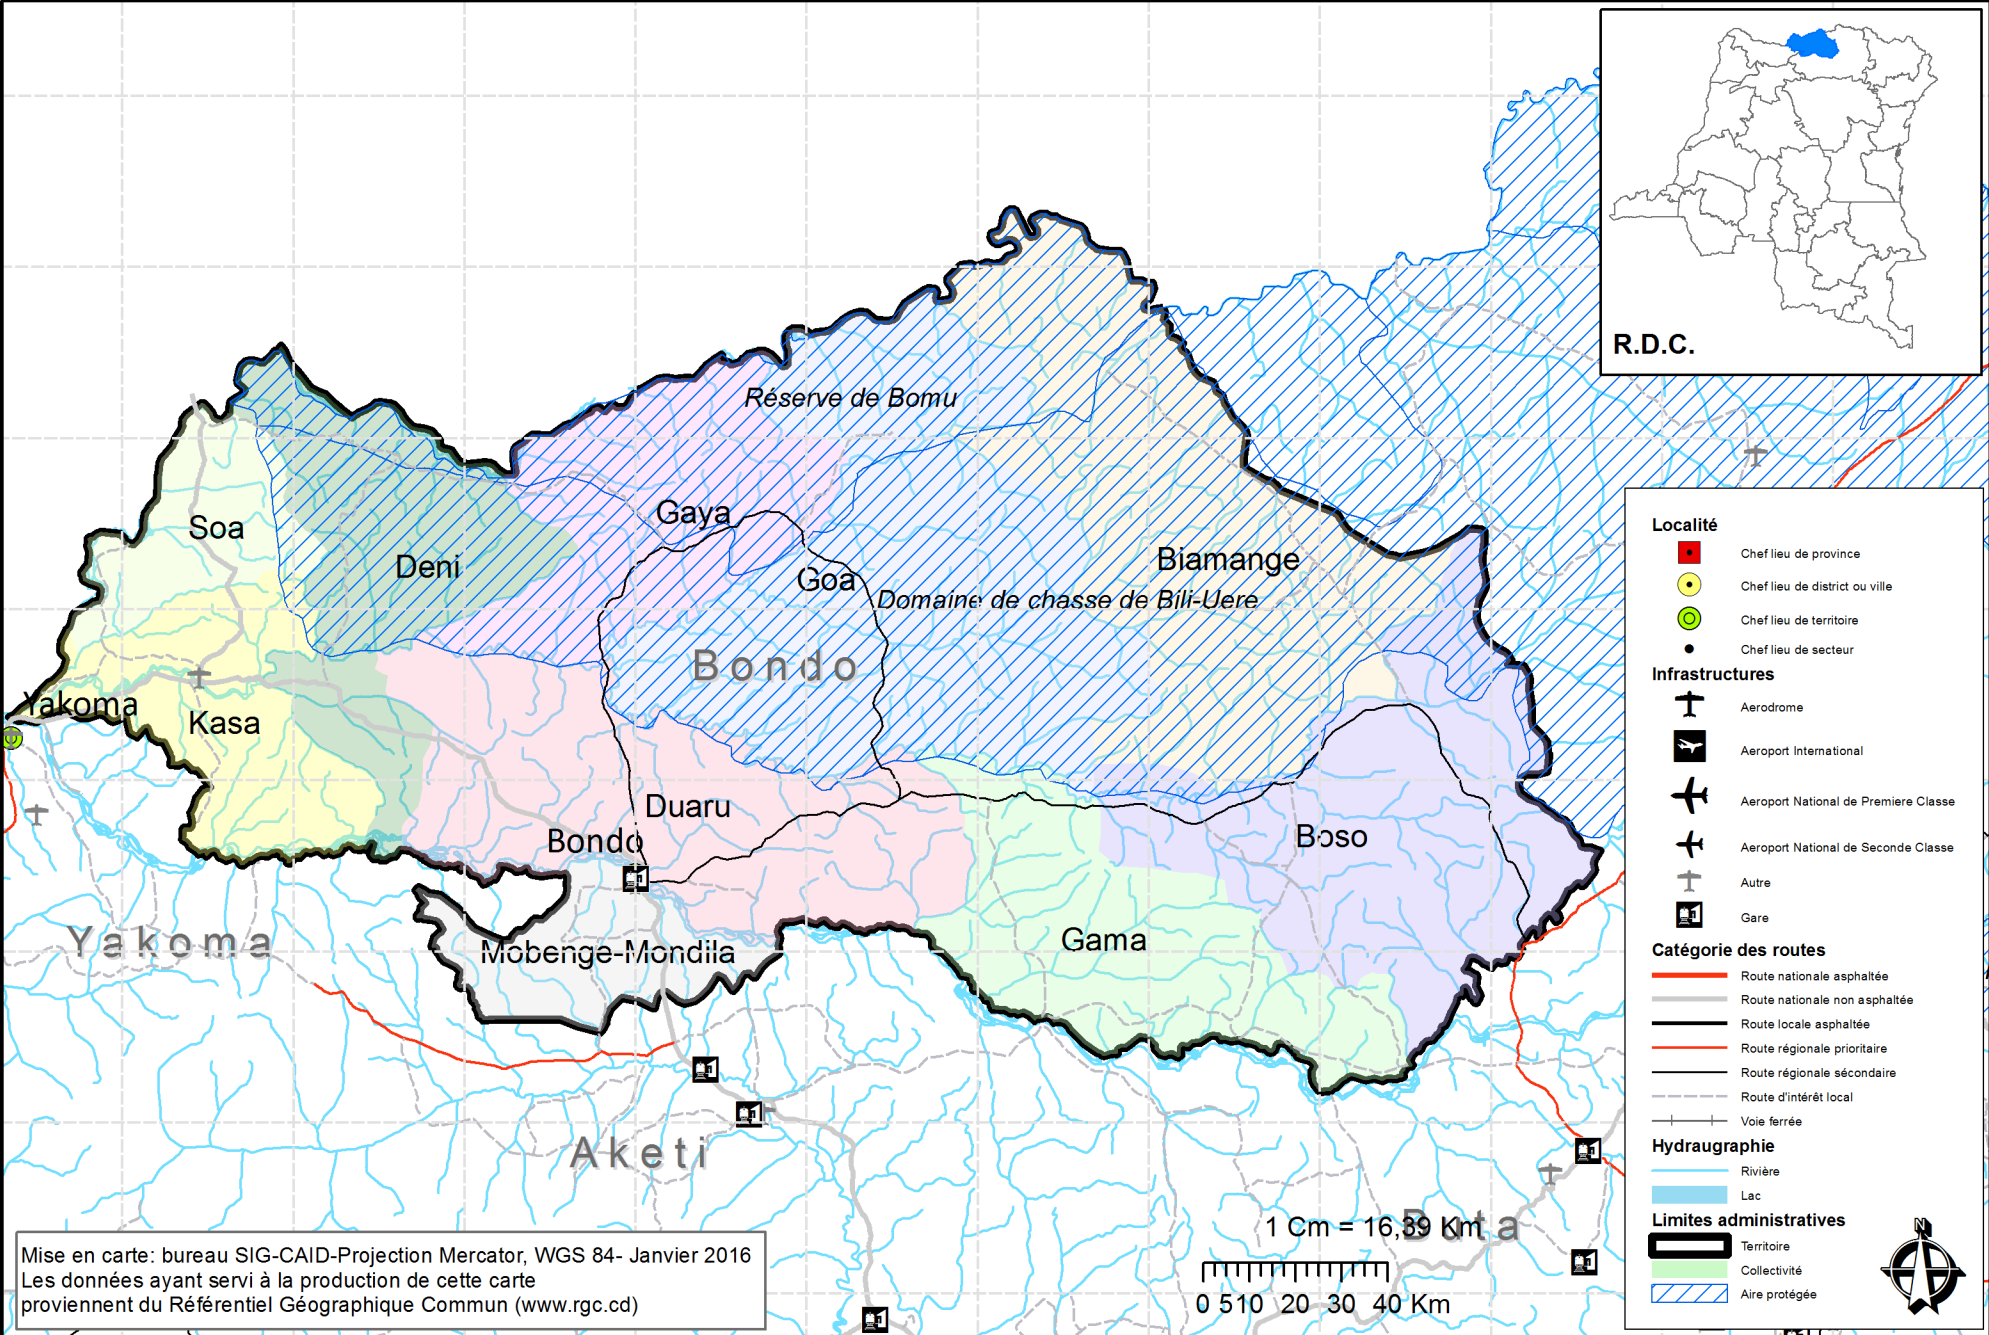 R.D.C.
Réserve de Bomu
Soa
Gaya
Deni
Goa
Biamange
Domaine de chasse de Bili-Uere
Bondo
Yakoma
Kasa
Duaru
Bondo
Boso
Yakoma
Mobenge-Mondila
Gama
Aketi
Buta
1 Cm = 16,39 Km
0 510 20 30 40 Km
Mise en carte: bureau SIG-CAID-Projection Mercator, WGS 84- Janvier 2016
Les données ayant servi à la production de cette carte
proviennent du Référentiel Géographique Commun (www.rgc.cd)
Localité
Chef lieu de province
Chef lieu de district ou ville
Chef lieu de territoire
Chef lieu de secteur
Infrastructures
Aerodrome
Aeroport International
Aeroport National de Premiere Classe
Aeroport National de Seconde Classe
Autre
Gare
Catégorie des routes
Route nationale asphaltée
Route nationale non asphaltée
Route locale asphaltée
Route régionale prioritaire
Route régionale sécondaire
Route d'intérêt local
Voie ferrée
Hydraugraphie
Rivière
Lac
Limites administratives
Territoire
Collectivité
Aire protégée
N